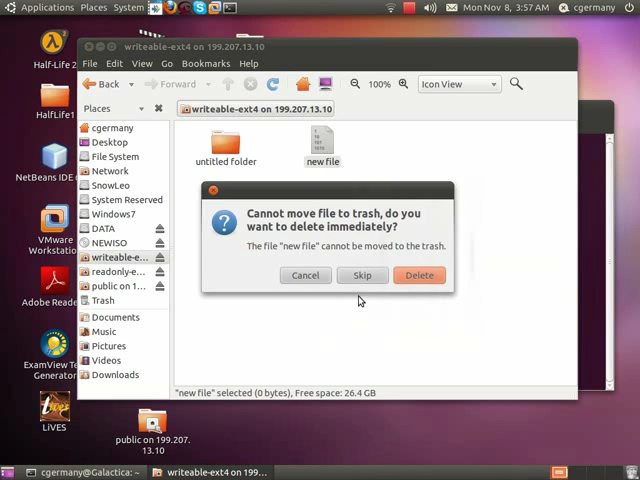 Applications Places System
Mon Nov 8, 3:57 AM
cgermany
writeable-ext4 on 199.207.13.10
File Edit View Go Bookmarks Help
Back
Forward
100%
Icon View
Places
writeable-ext4 on 199.207.13.10
cgermany
Desktop
File System
Network
SnowLeo
System Reserved
Windows7
DATA
NEWISO
writeable-e...
readonly-e...
public on 1...
Trash
Documents
Music
Pictures
Videos
Downloads
untitled folder
new file
Cannot move file to trash, do you
want to delete immediately?
The file "new file" cannot be moved to the trash.
Cancel
Skip
Delete
"new file" selected (0 bytes), Free space: 26.4 GB
Half-Life 2
HalfLife1
NetBeans IDE
VMware
Workstation
Adobe Reade
ExamView Te
Generator
LiVES
public on 199.207.
13.10
cgermany@Galactica: ~
writeable-ext4 on 199...